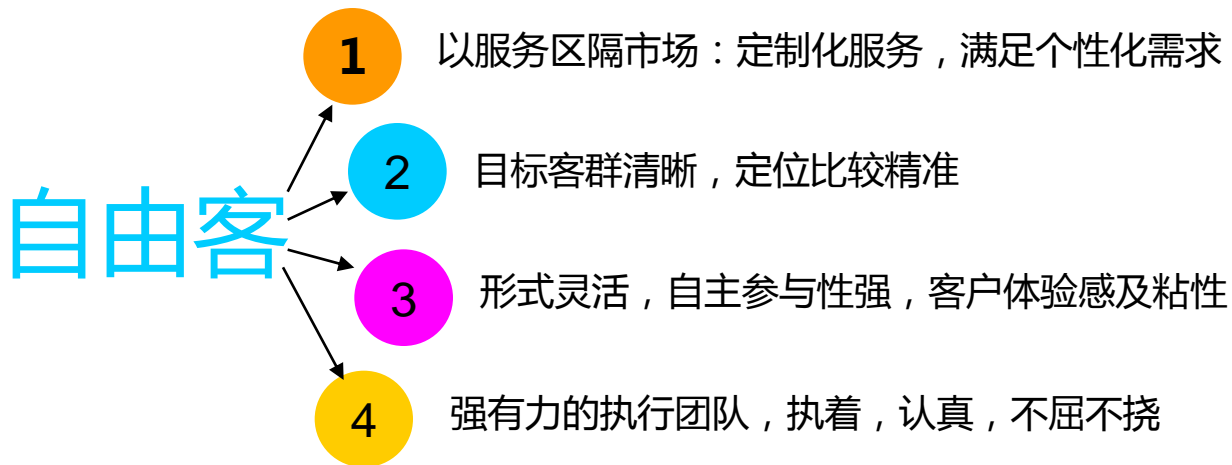 1 以服务区隔市场：定制化服务，满足个性化需求
2 目标客群清晰，定位比较精准
自由客
3 形式灵活，自主参与性强，客户体验感及粘性
4 强有力的执行团队，执着，认真，不屈不挠